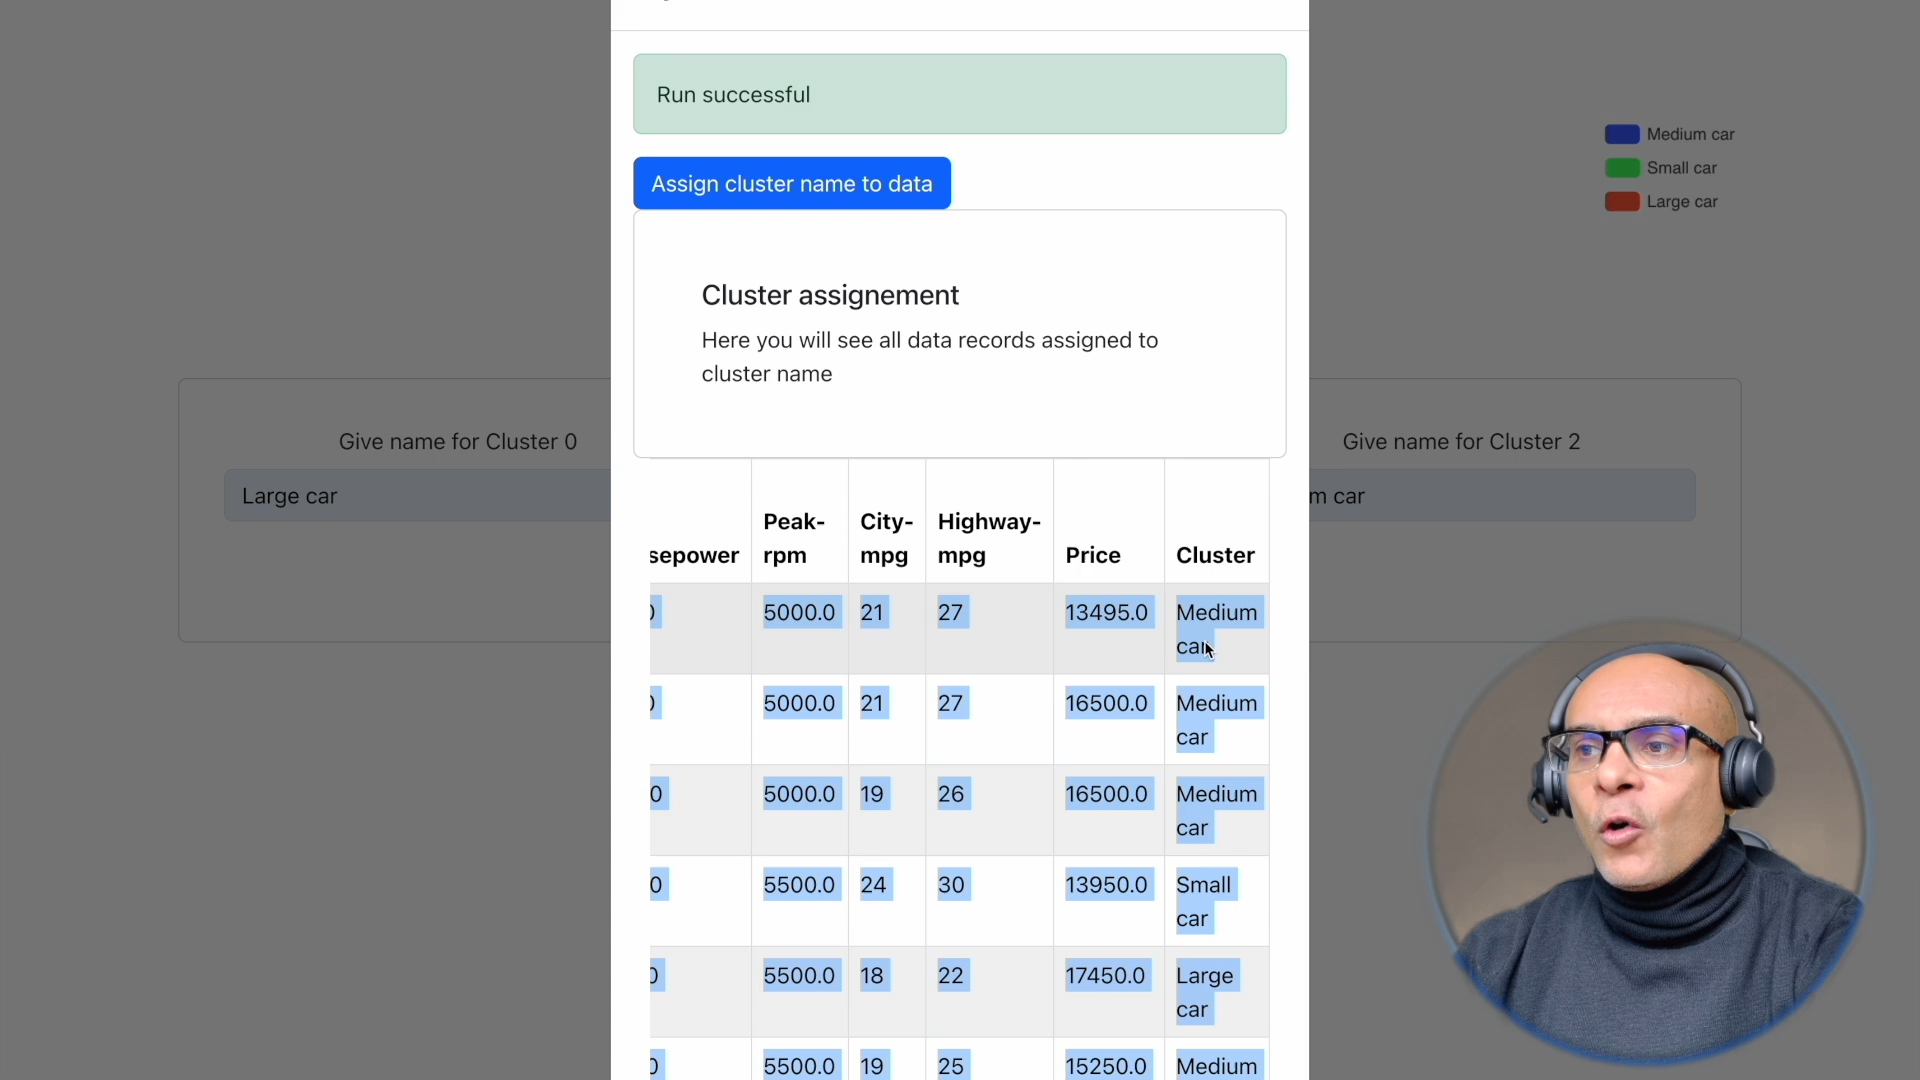 Run successful
Assign cluster name to data
Medium car
Small car
Large car
Cluster assignement
Here you will see all data records assigned to
cluster name
Give name for Cluster 0
Large car
Give name for Cluster 2
m car
sepower Peak-rpm City-mpg Highway-mpg Price Cluster
0 5000.0 21 27 13495.0 Medium car
0 5000.0 21 27 16500.0 Medium car
0 5000.0 19 26 16500.0 Medium car
0 5500.0 24 30 13950.0 Small car
0 5500.0 18 22 17450.0 Large car
0 5500.0 19 25 15250.0 Medium